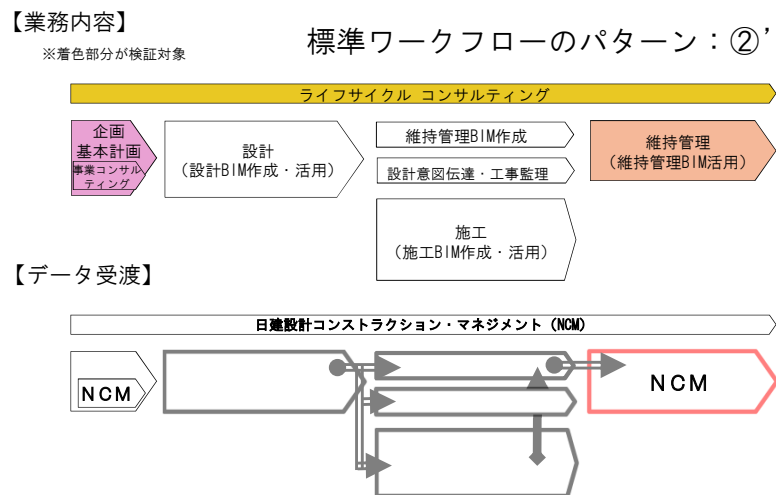 【業務内容】
※着色部分が検証対象
標準ワークフローのパターン：②’
ライフサイクル コンサルティング
企画
基本計画
事業コンサル
ティング
設計
（設計BIM作成・活用）
維持管理BIM作成
設計意図伝達・工事監理
施工
（施工BIM作成・活用）
維持管理
（維持管理BIM活用）
【データ受渡】
日建設計コンストラクション・マネジメント（NCM）
NCM
NCM